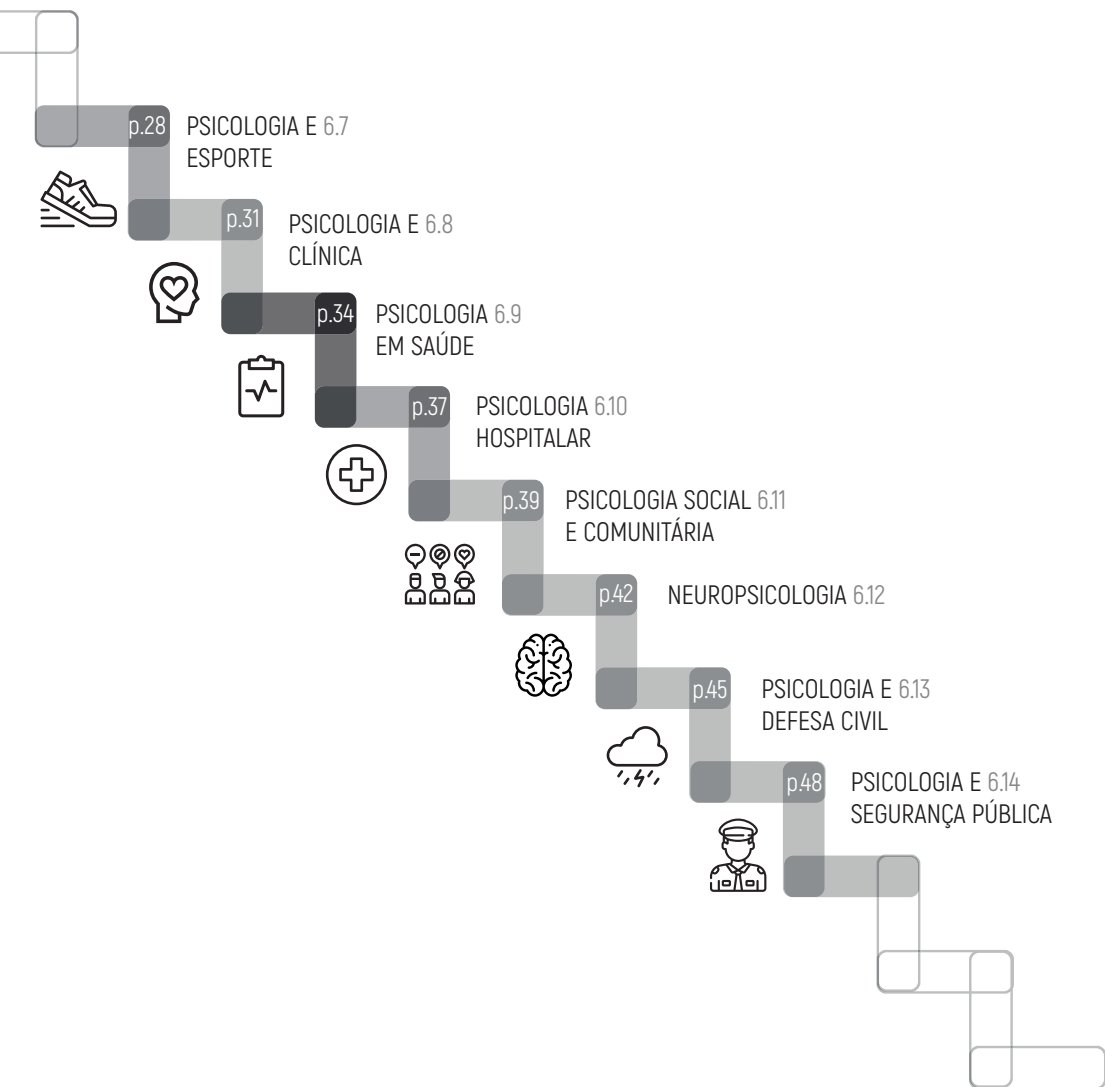 p.28 PSICOLOGIA E 6.7
ESPORTE
p.31 PSICOLOGIA E 6.8
CLÍNICA
p.34 PSICOLOGIA 6.9
EM SAÚDE
p.37 PSICOLOGIA 6.10
HOSPITALAR
p.39 PSICOLOGIA SOCIAL 6.11
E COMUNITÁRIA
p.42 NEUROPSICOLOGIA 6.12
p.45 PSICOLOGIA E 6.13
DEFESA CIVIL
p.48 PSICOLOGIA E 6.14
SEGURANÇA PÚBLICA